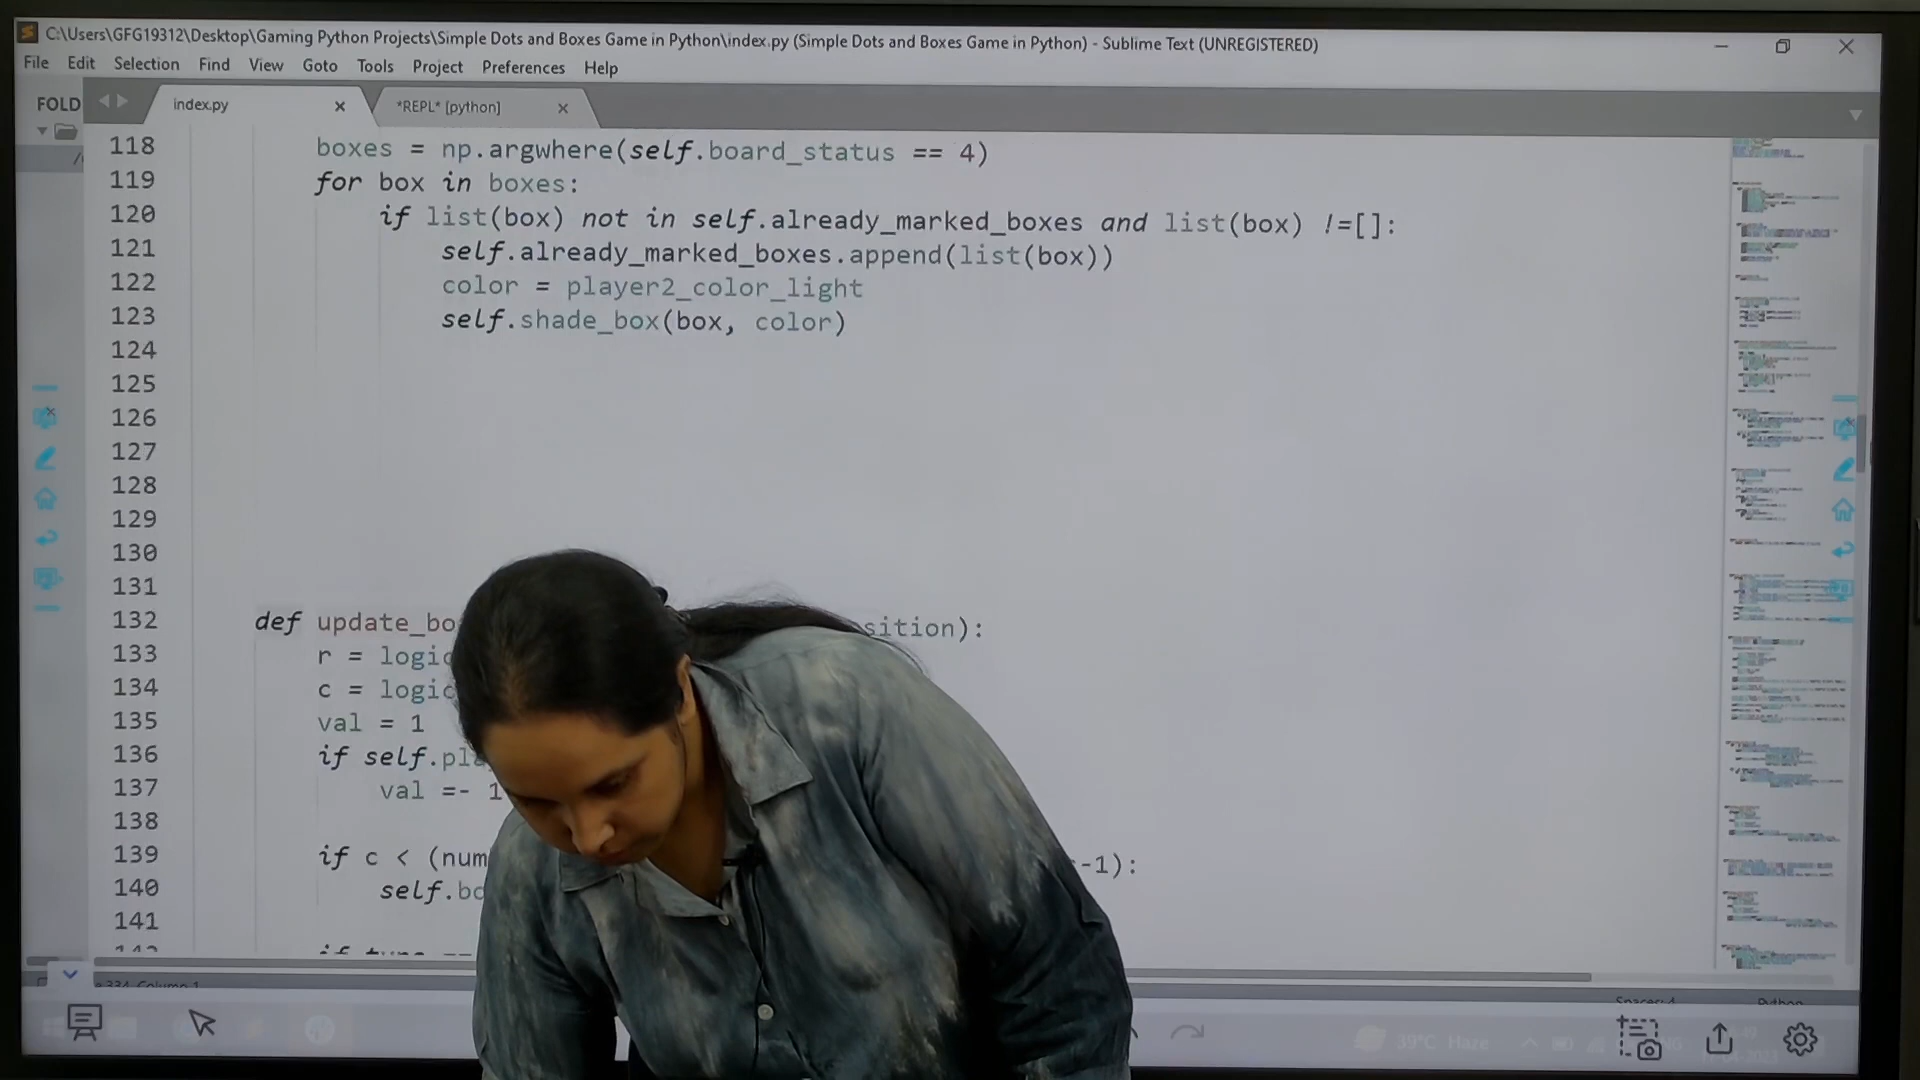 C:\Users\GFG19312\Desktop\Gaming Python Projects\Simple Dots and Boxes Game in Python\index.py (Simple Dots and Boxes Game in Python) - Sublime Text (UNREGISTERED)
File Edit Selection Find View Goto Tools Project Preferences Help
FOLD
index.py
*REPL* [python]
118 boxes = np.argwhere(self.board_status == 4)
119 for box in boxes:
120 if list(box) not in self.already_marked_boxes and list(box) !=[]:
121 self.already_marked_boxes.append(list(box))
122 color = player2_color_light
123 self.shade_box(box, color)
124
125
126
127
128
129
130
131
132 def update_bo sition):
133 r = logic
134 c = logic
135 val = 1
136 if self.pla
137 val =- 1
138
139 if c < (num -1):
140 self.bo
141
39°C Haze